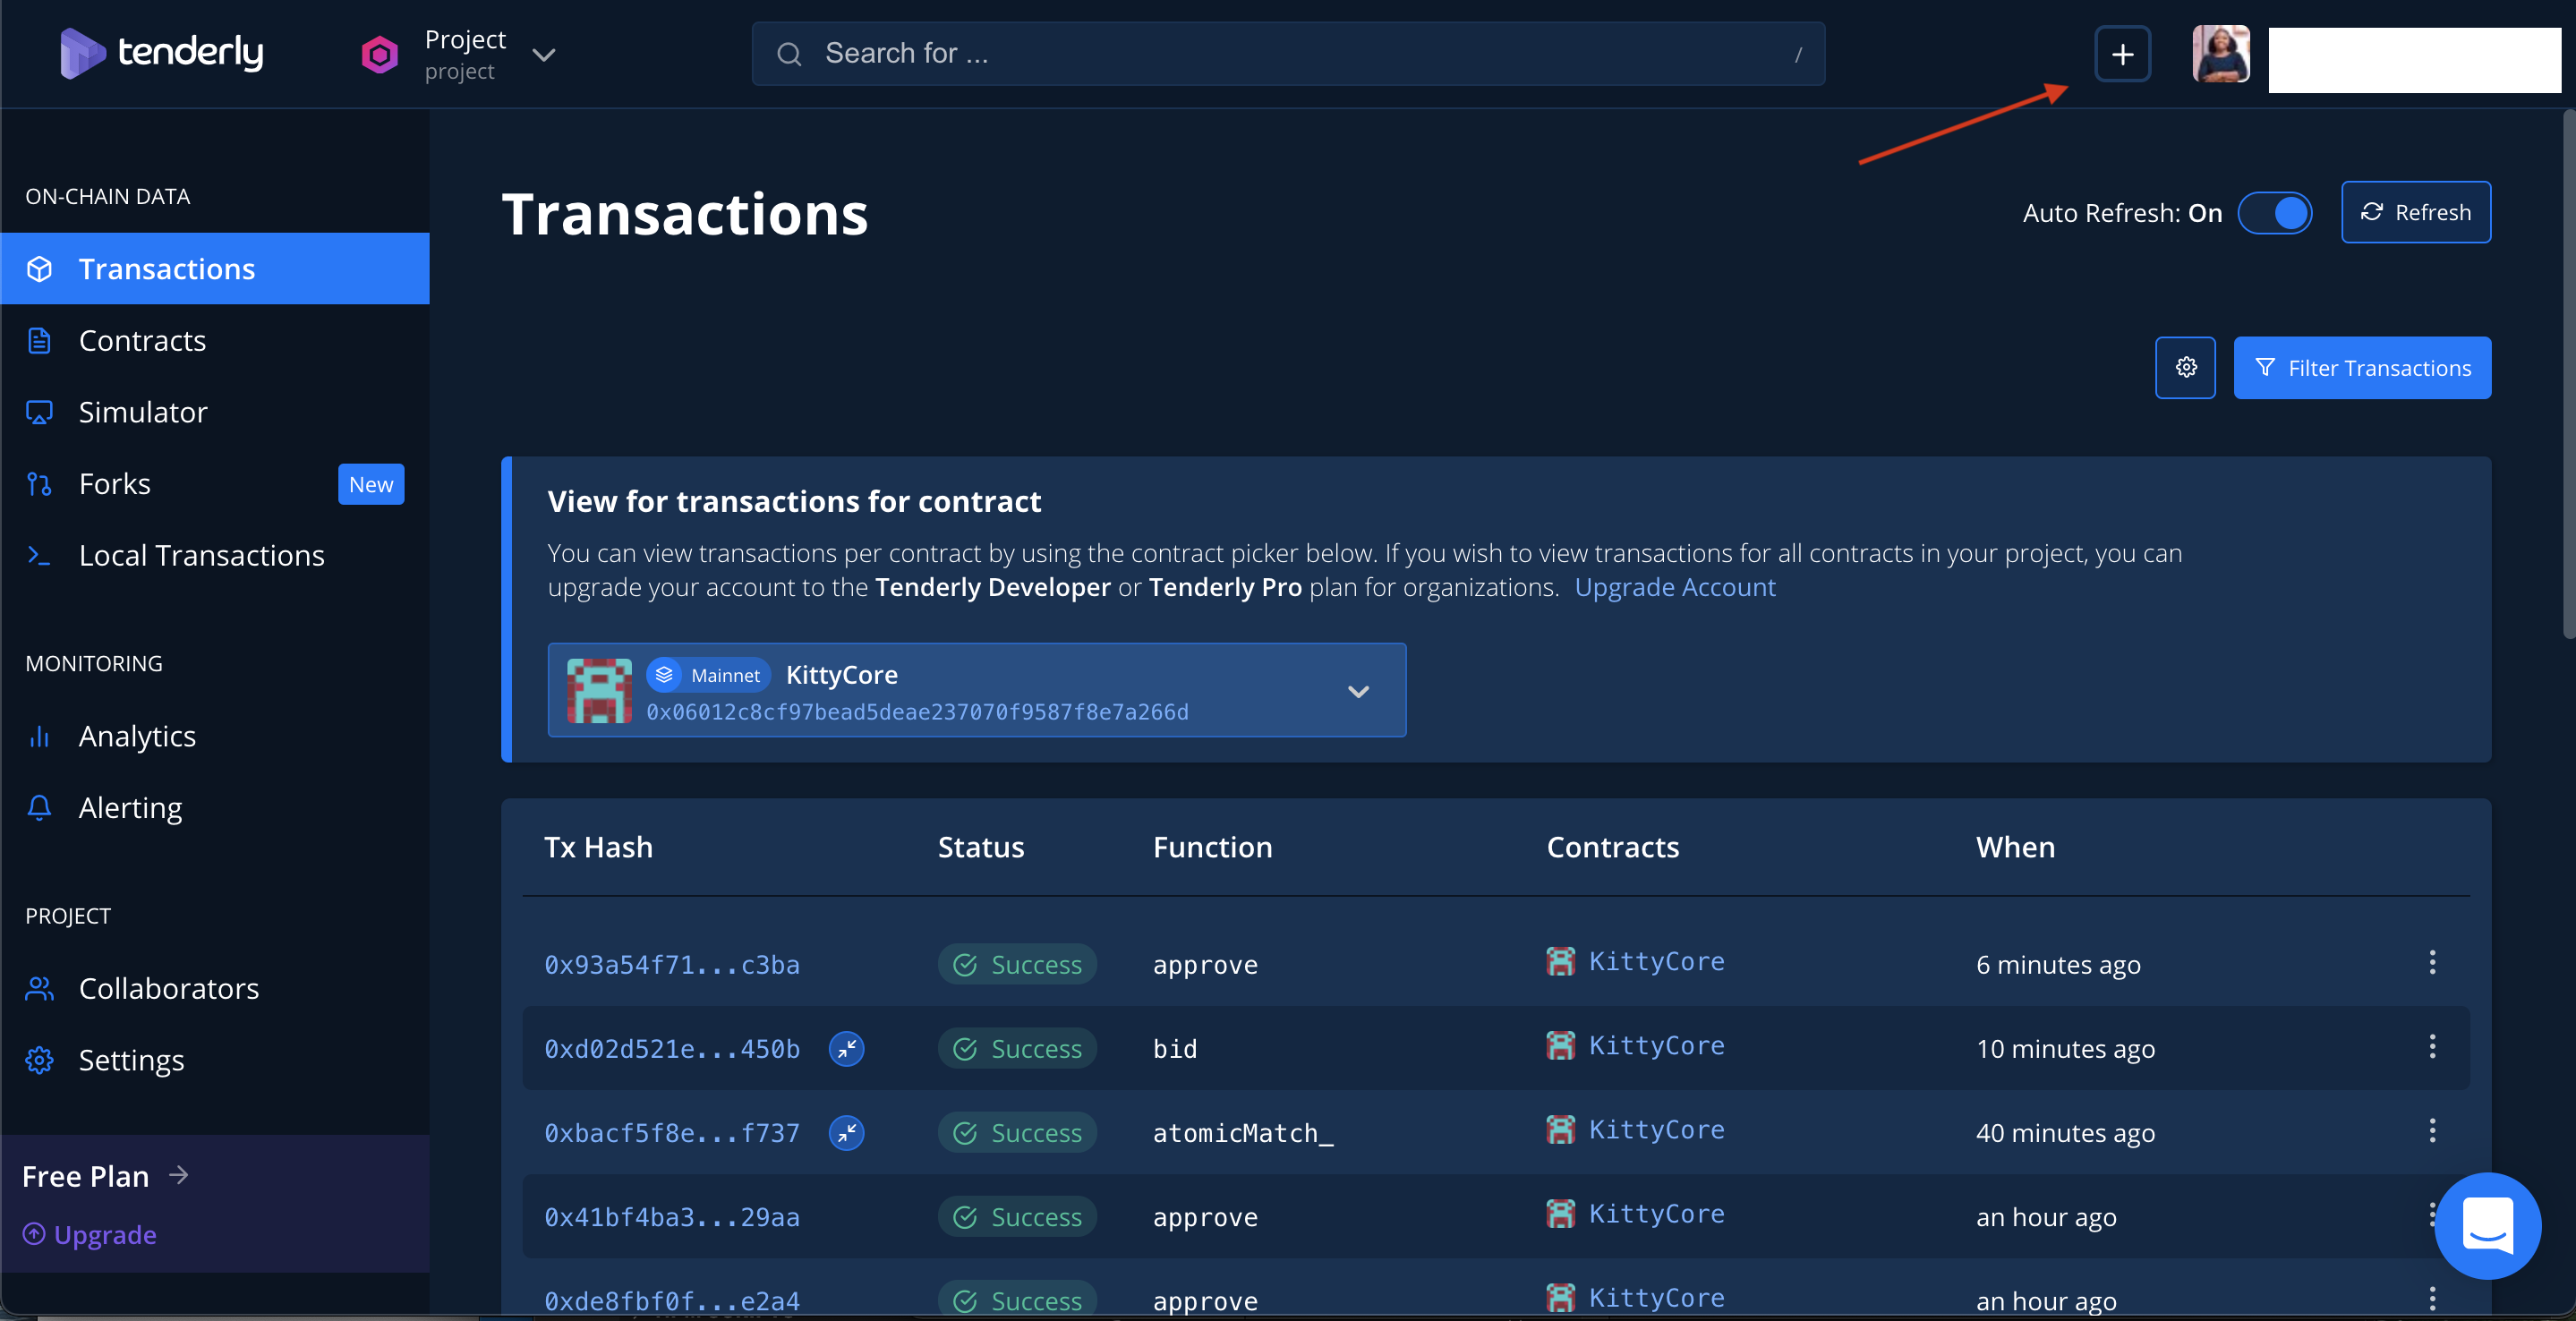 tenderly
Project
project
Search for ...
/
+
ON-CHAIN DATA
Transactions
Contracts
Simulator
Forks
New
Local Transactions
MONITORING
Analytics
Alerting
PROJECT
Collaborators
Settings
Free Plan →
Upgrade
Transactions
Auto Refresh: On
Refresh
Filter Transactions
View for transactions for contract
You can view transactions per contract by using the contract picker below. If you wish to view transactions for all contracts in your project, you can
upgrade your account to the Tenderly Developer or Tenderly Pro plan for organizations. Upgrade Account
Mainnet KittyCore
0x06012c8cf97bead5deae237070f9587f8e7a266d
Tx Hash Status Function Contracts When
0x93a54f71...c3ba Success approve KittyCore 6 minutes ago
0xd02d521e...450b Success bid KittyCore 10 minutes ago
0xbacf5f8e...f737 Success atomicMatch_ KittyCore 40 minutes ago
0x41bf4ba3...29aa Success approve KittyCore an hour ago
0xde8fbf0f...e2a4 Success approve KittyCore an hour ago